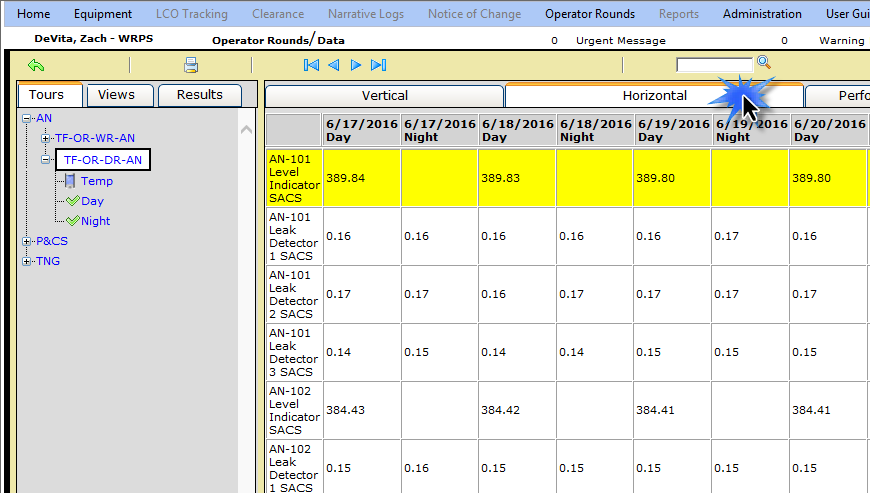 Home Equipment LCO Tracking Clearance Narrative Logs Notice of Change Operator Rounds Reports Administration User Gui
DeVita, Zach - WRPS Operator Rounds/Data 0 Urgent Message 0 Warning
Tours Views Results
AN
TF-OR-WR-AN
TF-OR-DR-AN
Temp
Day
Night
P&CS
TNG
Vertical Horizontal Perfo
6/17/2016 6/17/2016 6/18/2016 6/18/2016 6/19/2016 6/19/2016 6/20/2016
Day Night Day Night Day Night Day
AN-101
Level
Indicator
SACS
389.84 389.83 389.80 389.80
AN-101
Leak
Detector
1 SACS
0.16 0.16 0.16 0.16 0.16 0.17 0.16
AN-101
Leak
Detector
2 SACS
0.17 0.17 0.16 0.17 0.17 0.17 0.17
AN-101
Leak
Detector
3 SACS
0.14 0.15 0.14 0.14 0.15 0.15 0.15
AN-102
Level
Indicator
SACS
384.43 384.42 384.41 384.41
AN-102
Leak
Detector
1 SACS
0.15 0.16 0.15 0.15 0.15 0.15 0.15